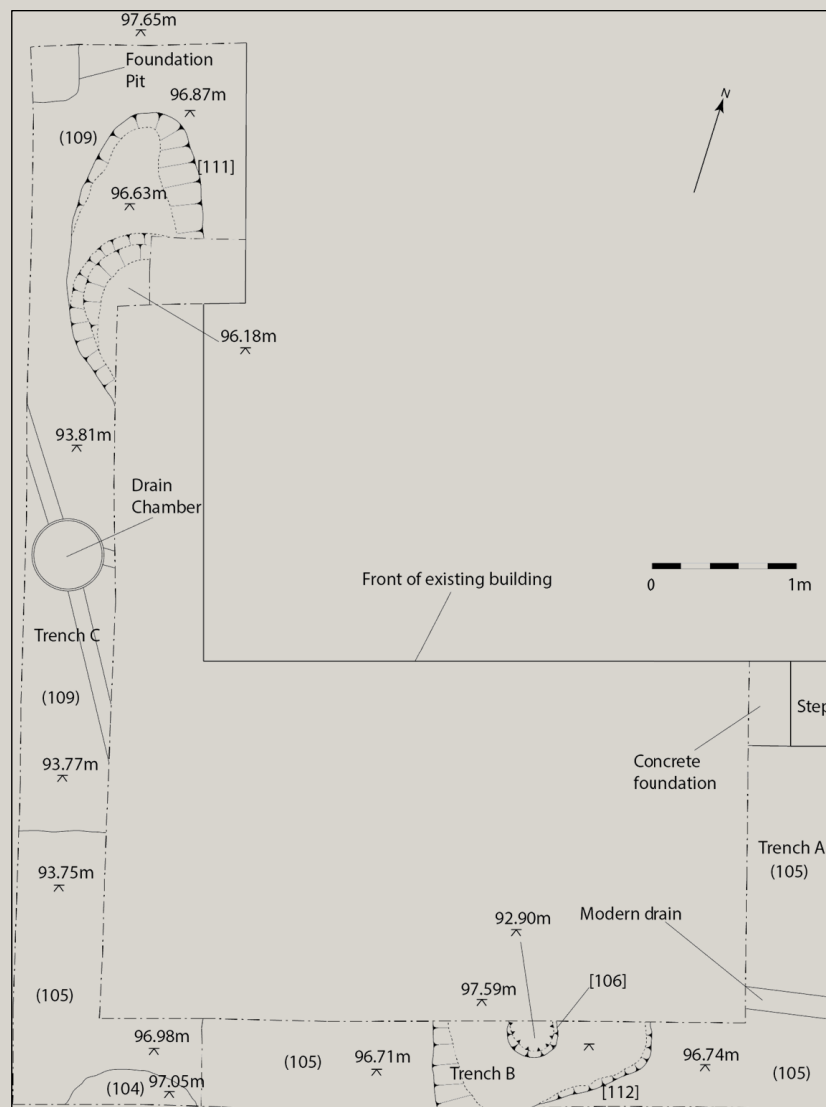 97.65m
Foundation
Pit
96.87m
N
(109)
[111]
96.63m
96.18m
93.81m
Drain
Chamber
Front of existing building
0 1m
Trench C
(109)
Step
Concrete
foundation
93.77m
Trench A
(105)
93.75m
92.90m
Modern drain
(105)
97.59m
[106]
96.98m
(105)
96.71m
Trench B
96.74m
(105)
(104)
97.05m
[112]